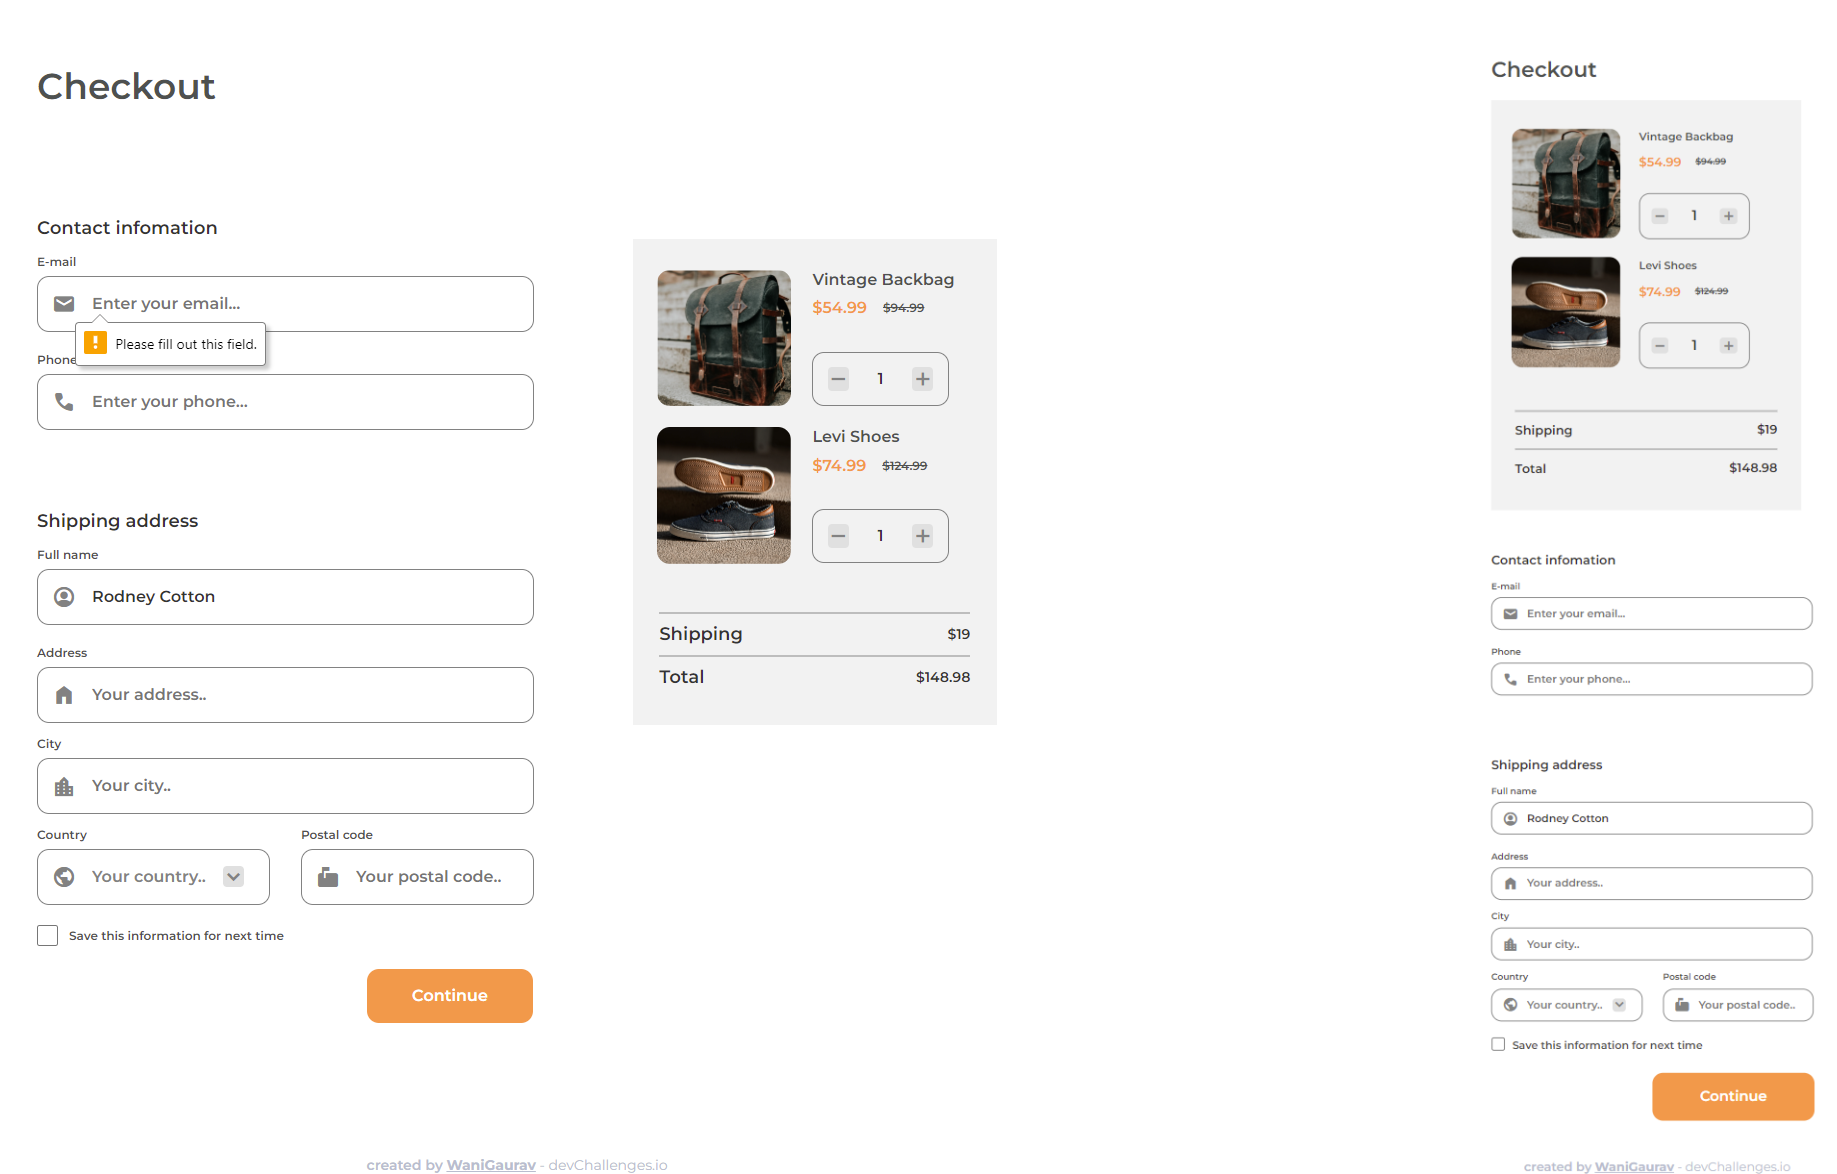 Checkout
Contact infomation
E-mail
Enter your email...
Please fill out this field.
Phone
Enter your phone...
Shipping address
Full name
Rodney Cotton
Address
Your address..
City
Your city..
Country
Postal code
Your country..
Your postal code..
Save this information for next time
Continue
Vintage Backbag
$54.99 $94.99
1
Levi Shoes
$74.99 $124.99
1
Shipping $19
Total $148.98
created by WaniGaurav - devChallenges.io
Checkout
Vintage Backbag
$54.99 $94.99
1
Levi Shoes
$74.99 $124.99
1
Shipping $19
Total $148.98
Contact infomation
E-mail
Enter your email...
Phone
Enter your phone...
Shipping address
Full name
Rodney Cotton
Address
Your address..
City
Your city..
Country
Postal code
Your country..
Your postal code..
Save this information for next time
Continue
created by WaniGaurav - devChallenges.io